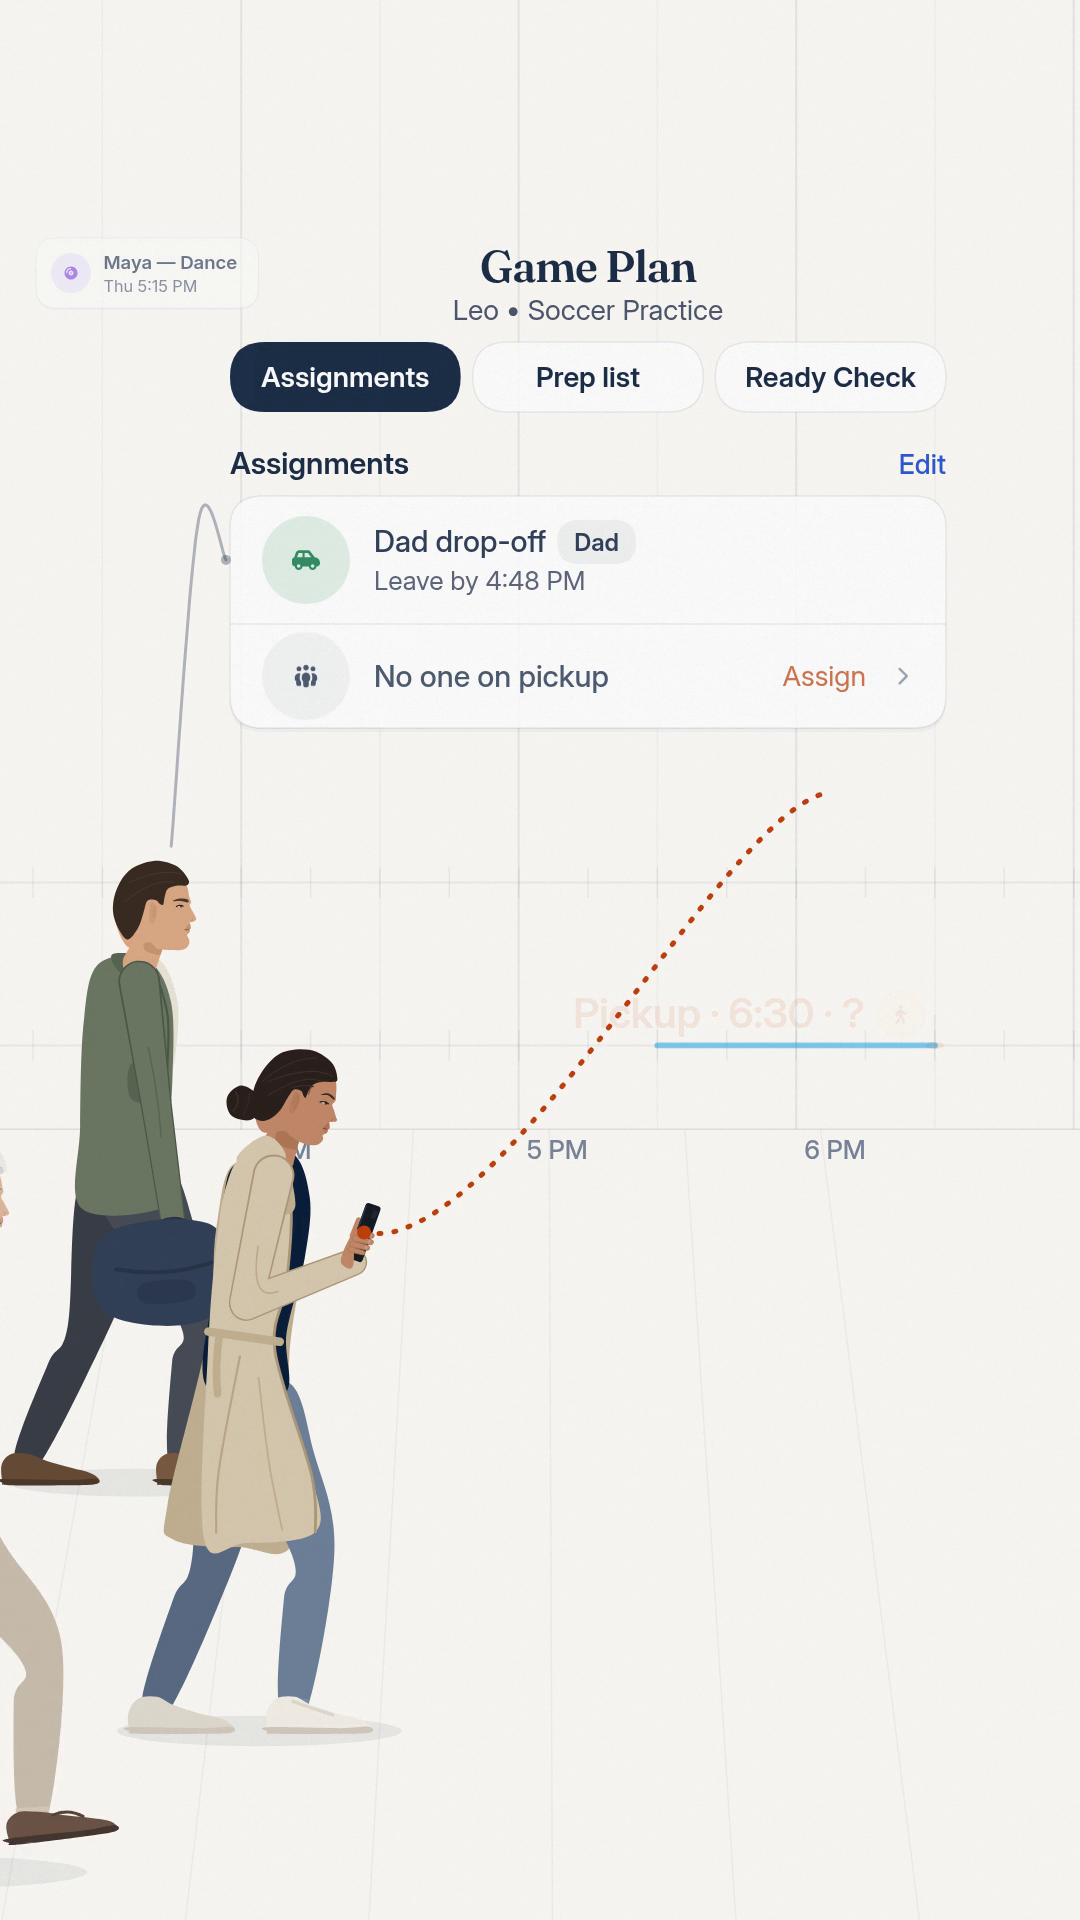 Maya — Dance
Thu 5:15 PM
Game Plan
Leo • Soccer Practice
Assignments
Prep list
Ready Check
Assignments
Edit
Dad drop-off
Dad
Leave by 4:48 PM
No one on pickup
Assign
Pickup · 6:30 · ?
5 PM
6 PM